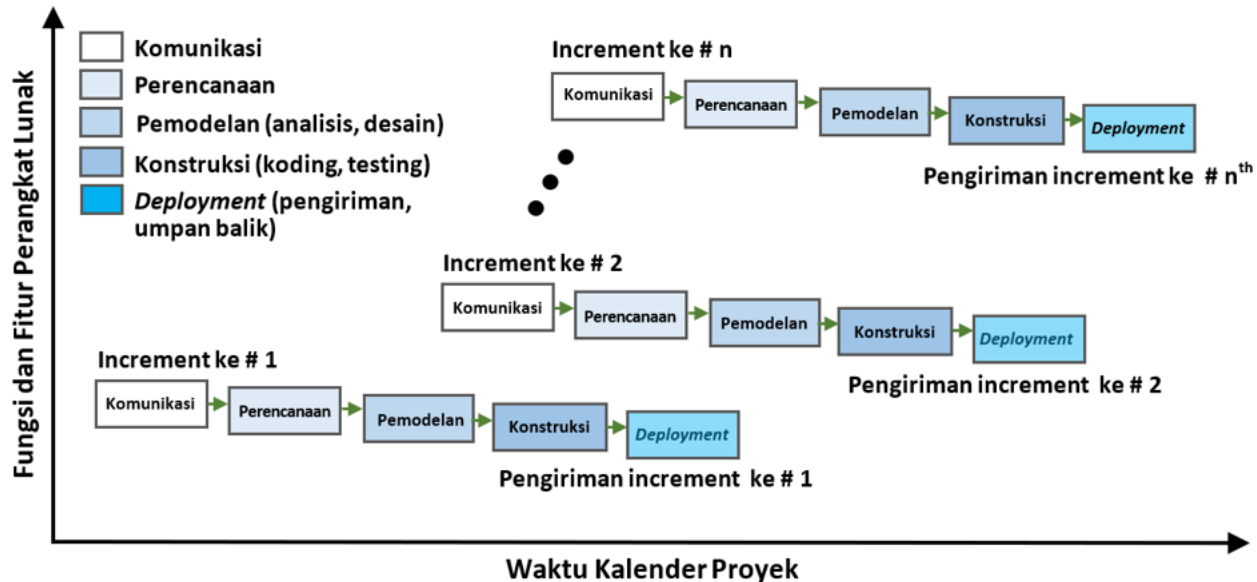 Fungsi dan Fitur Perangkat Lunak
Komunikasi
Perencanaan
Pemodelan (analisis, desain)
Konstruksi (koding, testing)
Deployment (pengiriman,
umpan balik)
Increment ke # n
Komunikasi
Perencanaan
Pemodelan
Konstruksi
Deployment
Pengiriman increment ke # nth
Increment ke # 2
Komunikasi
Perencanaan
Pemodelan
Konstruksi
Deployment
Pengiriman increment ke # 2
Increment ke # 1
Komunikasi
Perencanaan
Pemodelan
Konstruksi
Deployment
Pengiriman increment ke # 1
Waktu Kalender Proyek